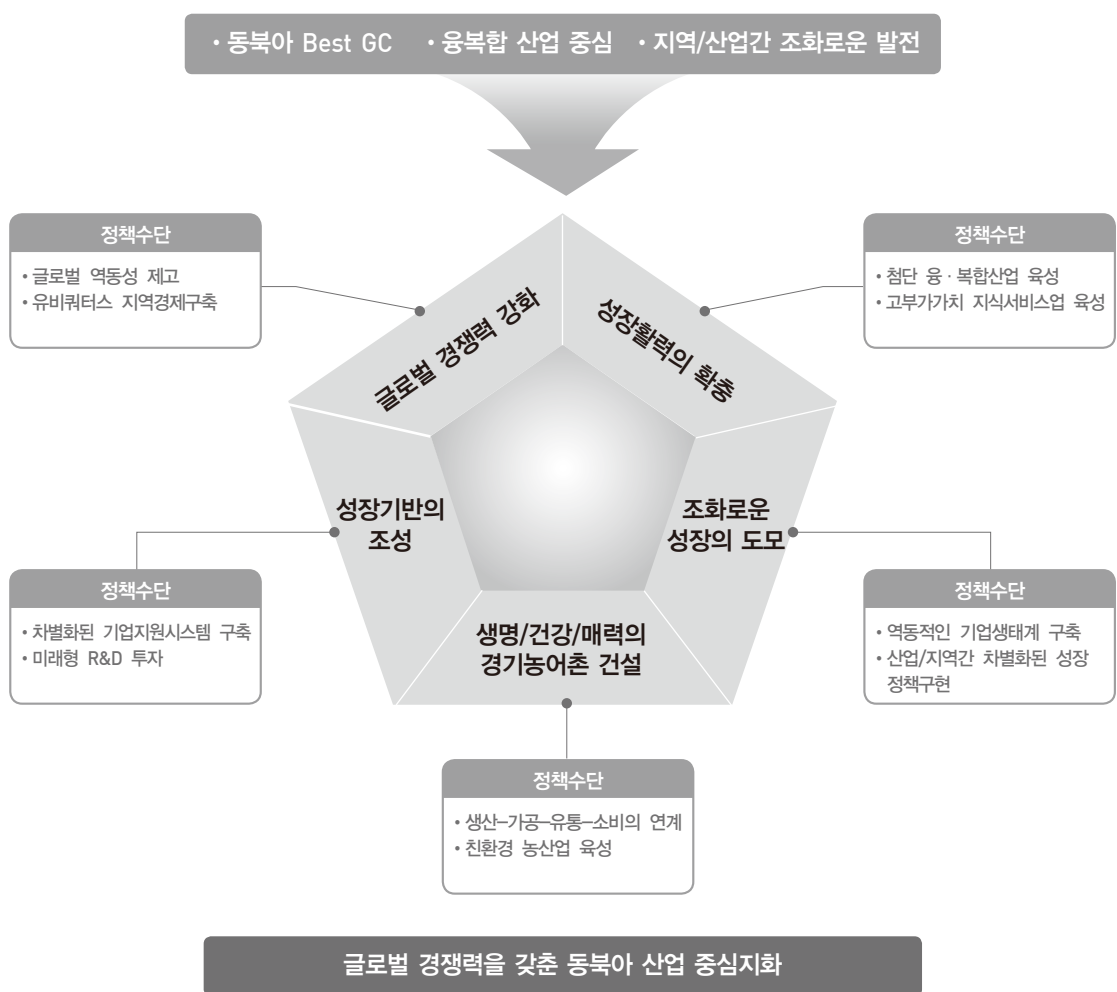 • 동북아 Best GC • 융복합 산업 중심 • 지역/산업간 조화로운 발전
정책수단
• 글로벌 역동성 제고
• 유비쿼터스 지역경제구축
정책수단
• 첨단 융·복합산업 육성
• 고부가가치 지식서비스업 육성
글로벌 경쟁력 강화
성장활력의 확충
성장기반의
조성
조화로운
성장의 도모
생명/건강/매력의
경기농어촌 건설
정책수단
• 차별화된 기업지원시스템 구축
• 미래형 R&D 투자
정책수단
• 역동적인 기업생태계 구축
• 산업/지역간 차별화된 성장
정책구현
정책수단
• 생산–가공–유통–소비의 연계
• 친환경 농산업 육성
글로벌 경쟁력을 갖춘 동북아 산업 중심지화